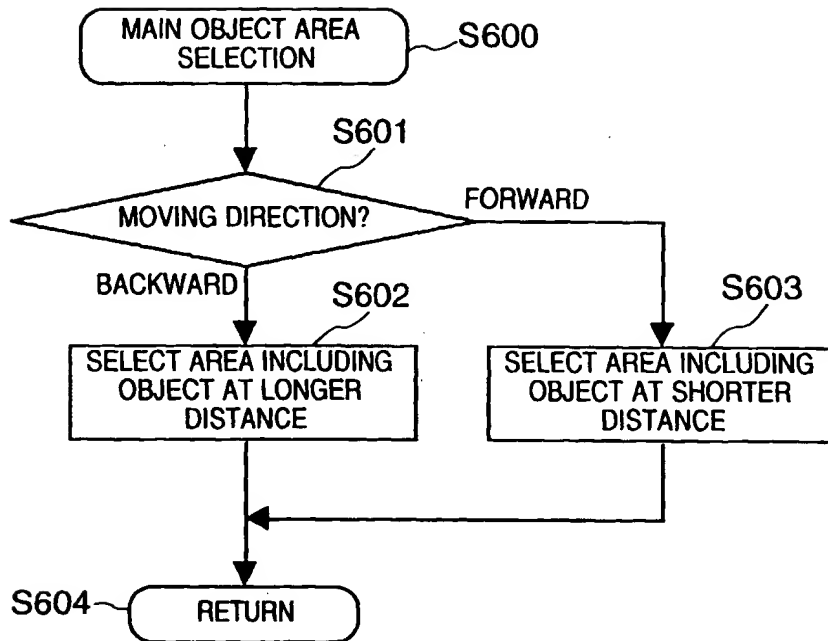 MAIN OBJECT AREA
SELECTION
S600
S601
MOVING DIRECTION?
FORWARD
BACKWARD
S602
SELECT AREA INCLUDING
OBJECT AT LONGER
DISTANCE
S603
SELECT AREA INCLUDING
OBJECT AT SHORTER
DISTANCE
S604
RETURN